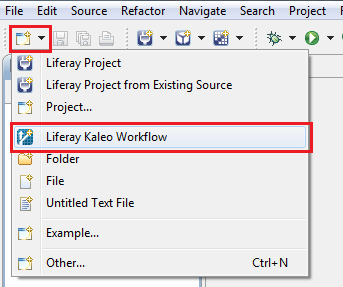 File Edit Source Refactor Navigate Search Project
Liferay Project
Liferay Project from Existing Source
Project...
Liferay Kaleo Workflow
Folder
File
Untitled Text File
Example...
Other... Ctrl+N